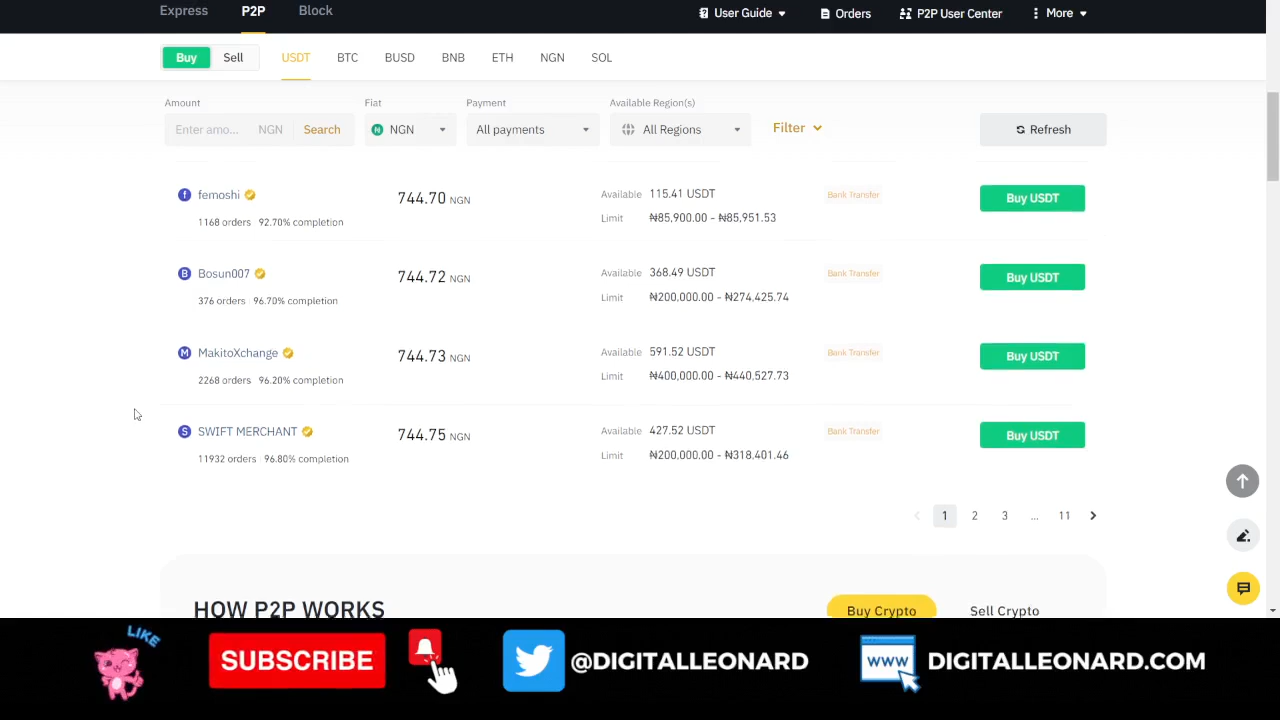 Express P2P Block User Guide Orders P2P User Center More
Buy Sell USDT BTC BUSD BNB ETH NGN SOL
Amount Fiat Payment Available Region(s)
Enter amo... NGN Search N NGN All payments All Regions Filter Refresh
f femoshi 744.70 NGN Available 115.41 USDT Bank Transfer Buy USDT
1168 orders 92.70% completion Limit ₦85,900.00 - ₦85,951.53
B Bosun007 744.72 NGN Available 368.49 USDT Bank Transfer Buy USDT
376 orders 96.70% completion Limit ₦200,000.00 - ₦274,425.74
M MakitoXchange 744.73 NGN Available 591.52 USDT Bank Transfer Buy USDT
2268 orders 96.20% completion Limit ₦400,000.00 - ₦440,527.73
S SWIFT MERCHANT 744.75 NGN Available 427.52 USDT Bank Transfer Buy USDT
11932 orders 96.80% completion Limit ₦200,000.00 - ₦318,401.46
1 2 3 ... 11
HOW P2P WORKS Buy Crypto Sell Crypto
LIKE SUBSCRIBE @DIGITALLEONARD WWW DIGITALLEONARD.COM